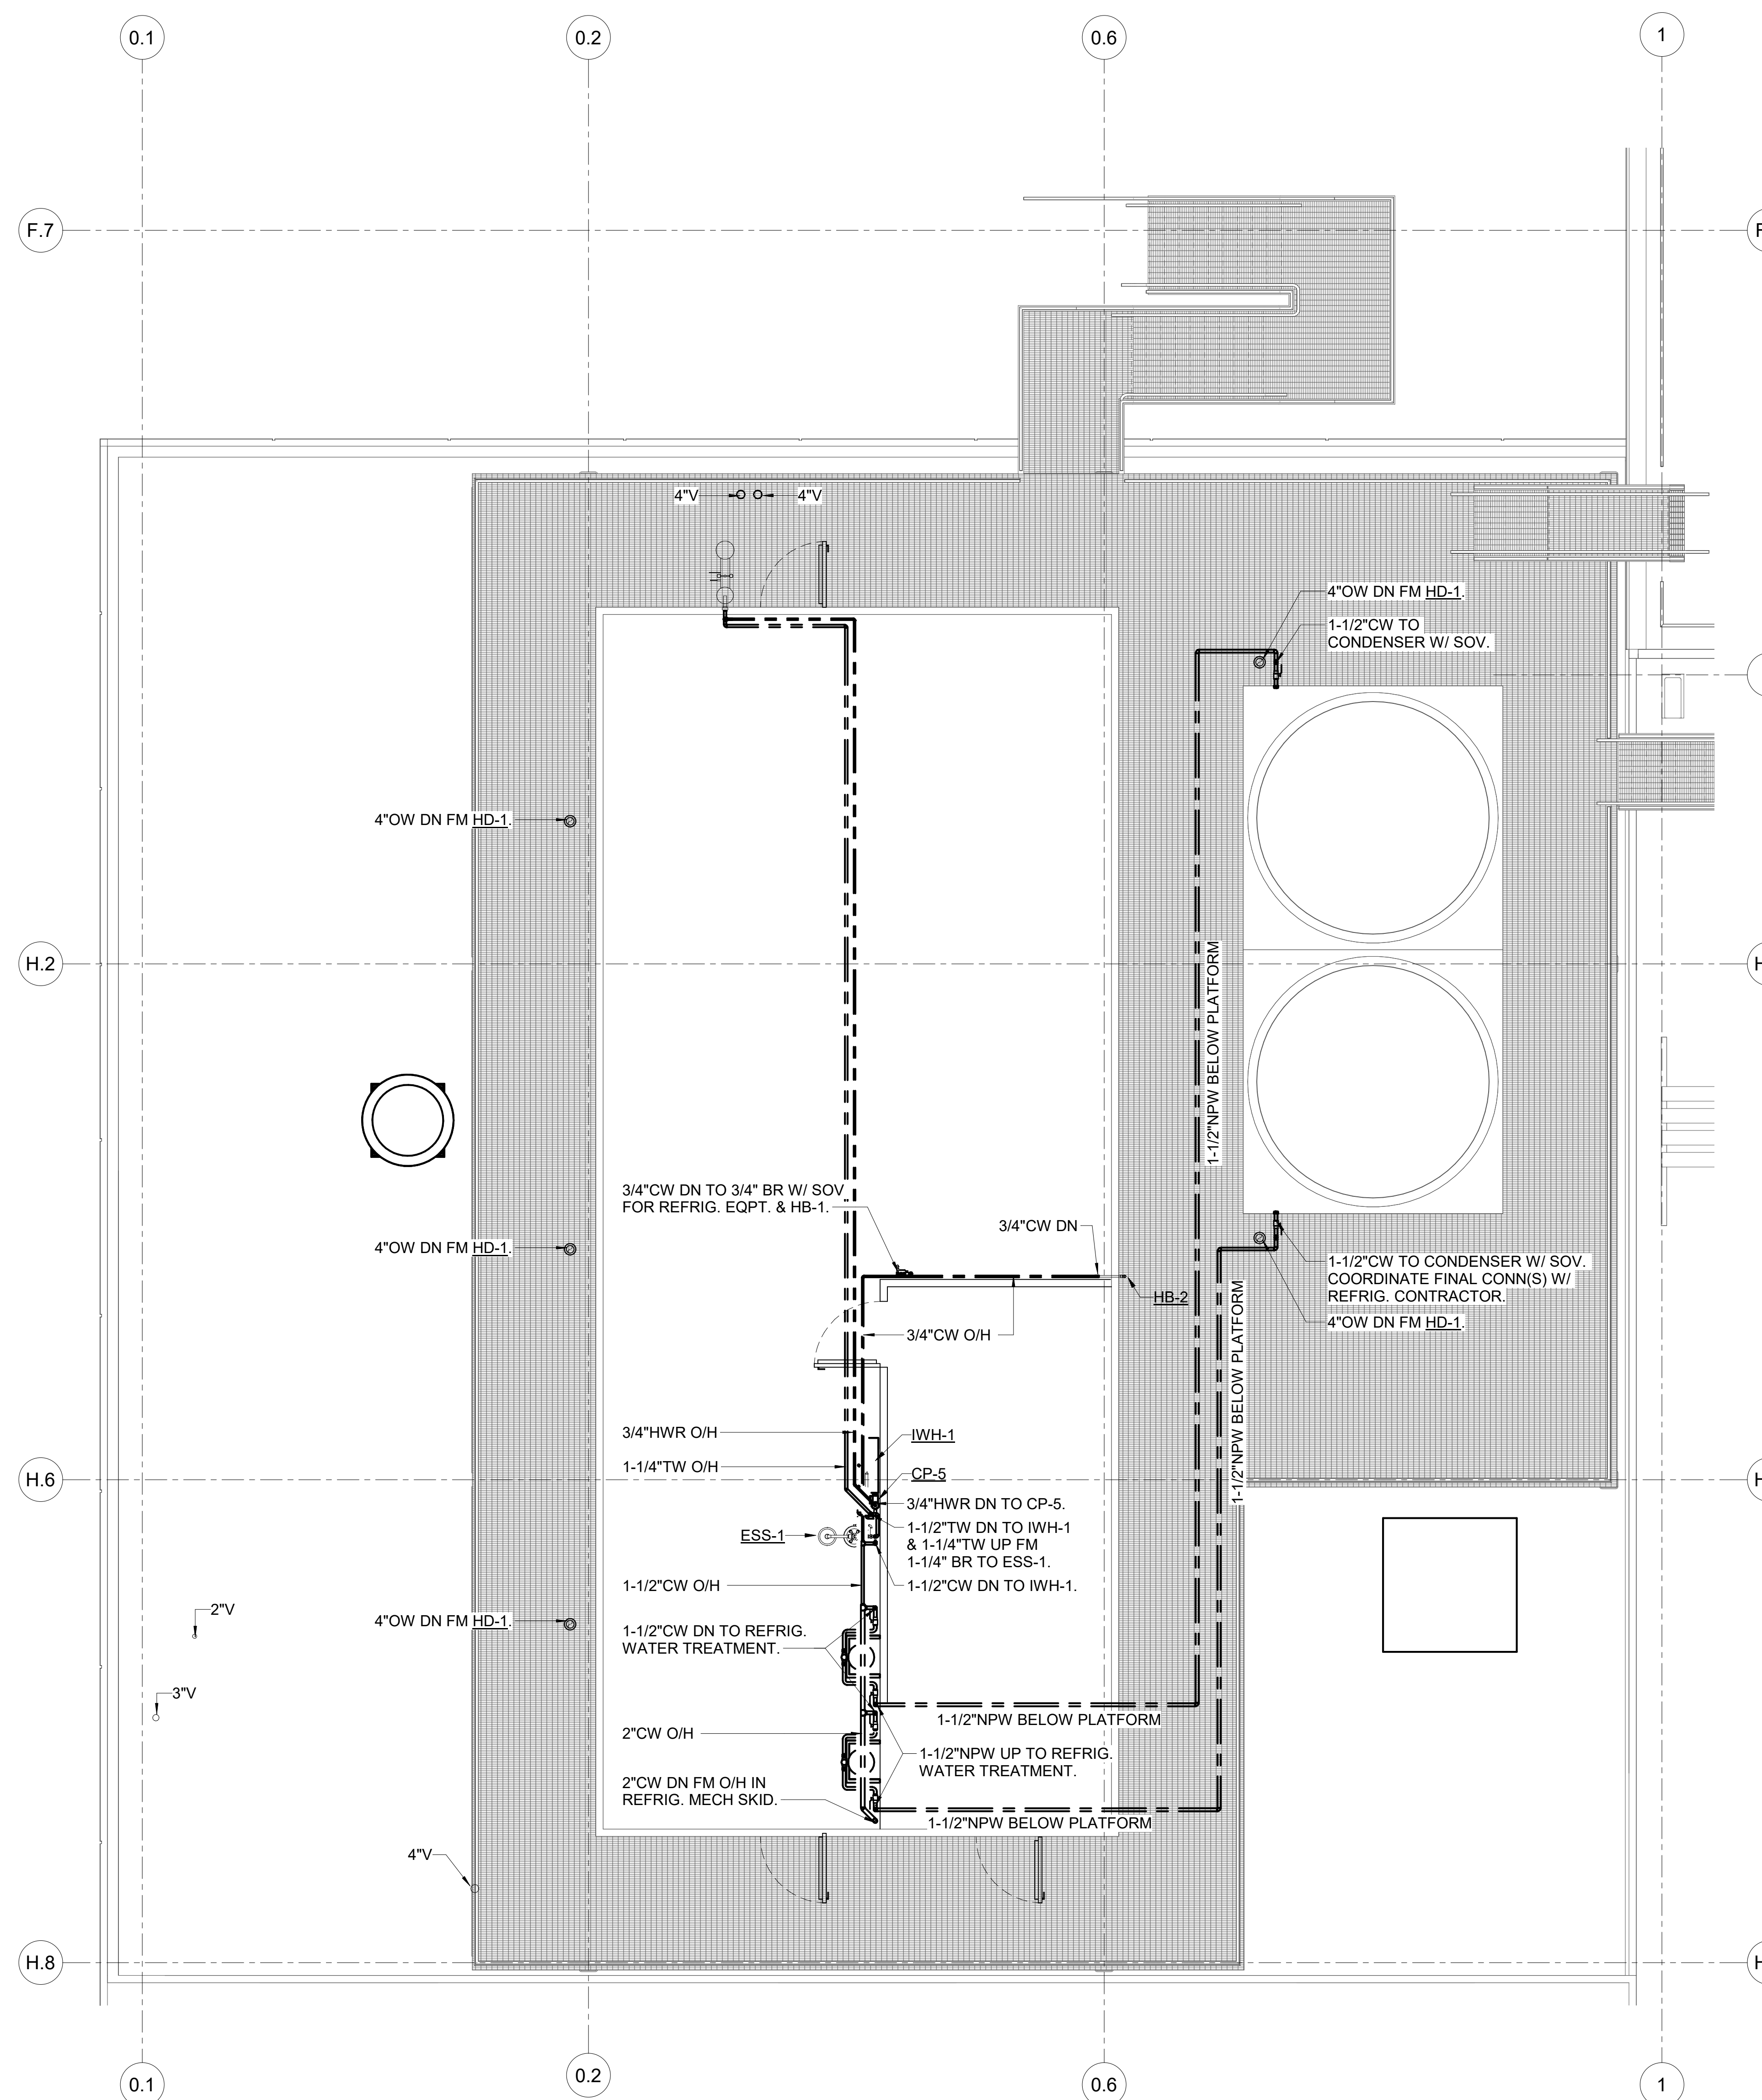 0.1
0.2
0.6
1
F.7
F
4"V
4"V
4"OW DN FM HD-1.
1-1/2"CW TO
CONDENSER W/ SOV.
4"OW DN FM HD-1.
H.2
H
1-1/2"NPW BELOW PLATFORM
3/4"CW DN TO 3/4" BR W/ SOV
FOR REFRIG. EQPT. & HB-1.
3/4"CW DN
4"OW DN FM HD-1.
1-1/2"CW TO CONDENSER W/ SOV.
COORDINATE FINAL CONN(S) W/
REFRIG. CONTRACTOR.
HB-2
4"OW DN FM HD-1.
3/4"CW O/H
1-1/2"NPW BELOW PLATFORM
3/4"HWR O/H
IWH-1
1-1/4"TW O/H
CP-5
H.6
H
3/4"HWR DN TO CP-5.
1-1/2"TW DN TO IWH-1
& 1-1/4"TW UP FM
1-1/4" BR TO ESS-1.
ESS-1
1-1/2"CW O/H
1-1/2"CW DN TO IWH-1.
2"V
4"OW DN FM HD-1.
1-1/2"CW DN TO REFRIG.
WATER TREATMENT.
3"V
1-1/2"NPW BELOW PLATFORM
2"CW O/H
1-1/2"NPW UP TO REFRIG.
WATER TREATMENT.
2"CW DN FM O/H IN
REFRIG. MECH SKID.
1-1/2"NPW BELOW PLATFORM
4"V
H.8
H
0.1
0.2
0.6
1